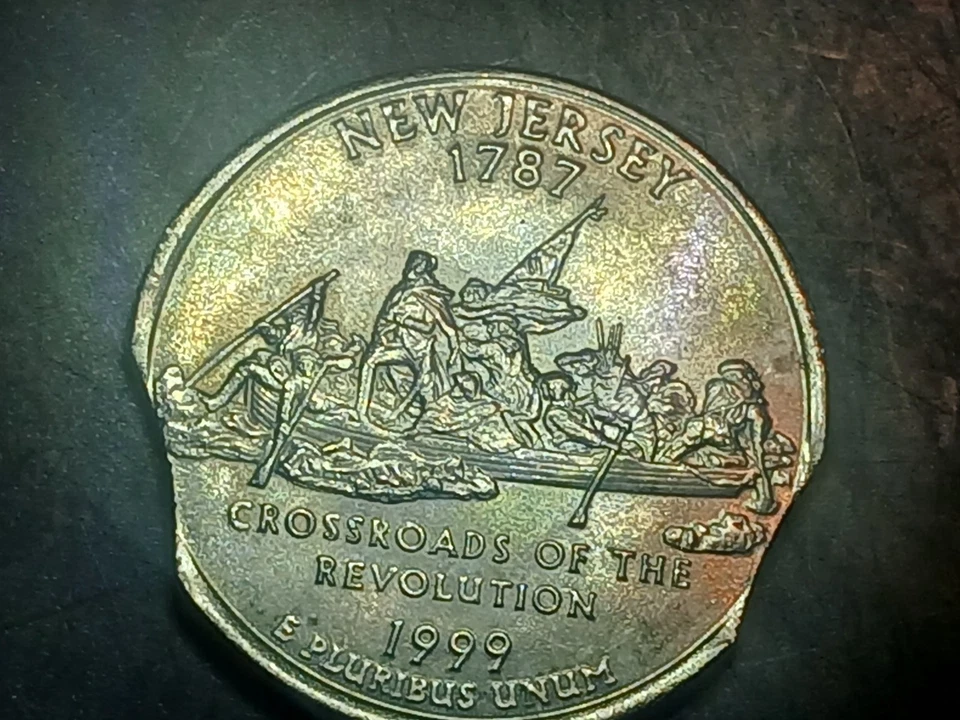 NEW JERSEY
1787
CROSSROADS OF THE
REVOLUTION
1999
E PLURIBUS UNUM